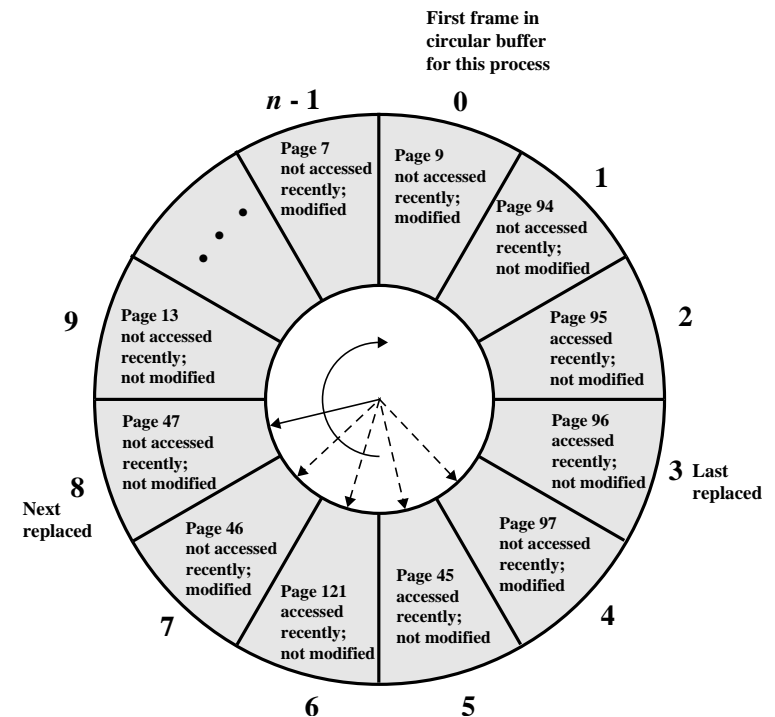 First frame in
circular buffer
for this process
n - 1
0
Page 7
not accessed
recently;
modified
Page 9
not accessed
recently;
modified
1
Page 94
not accessed
recently;
not modified
2
Page 95
accessed
recently;
not modified
3
Last
replaced
Page 96
accessed
recently;
not modified
4
Page 97
not accessed
recently;
modified
5
Page 45
accessed
recently;
not modified
6
Page 121
accessed
recently;
not modified
7
Page 46
not accessed
recently;
modified
8
Next
replaced
Page 47
not accessed
recently;
not modified
9
Page 13
not accessed
recently;
not modified